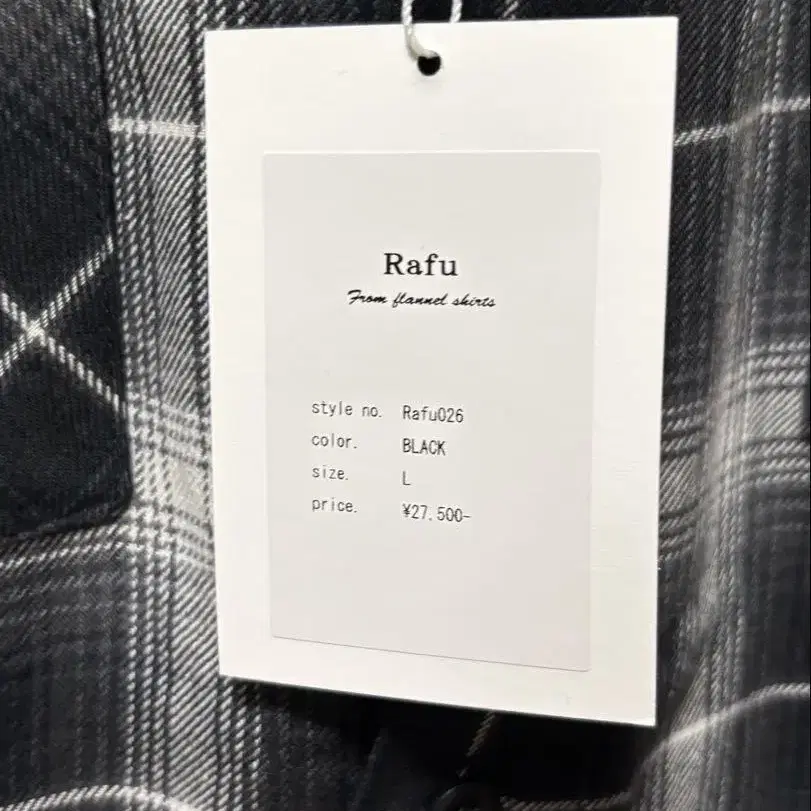 Rafu
From flannel shirts
style no. Rafu026
color. BLACK
size. L
price. ¥27.500-